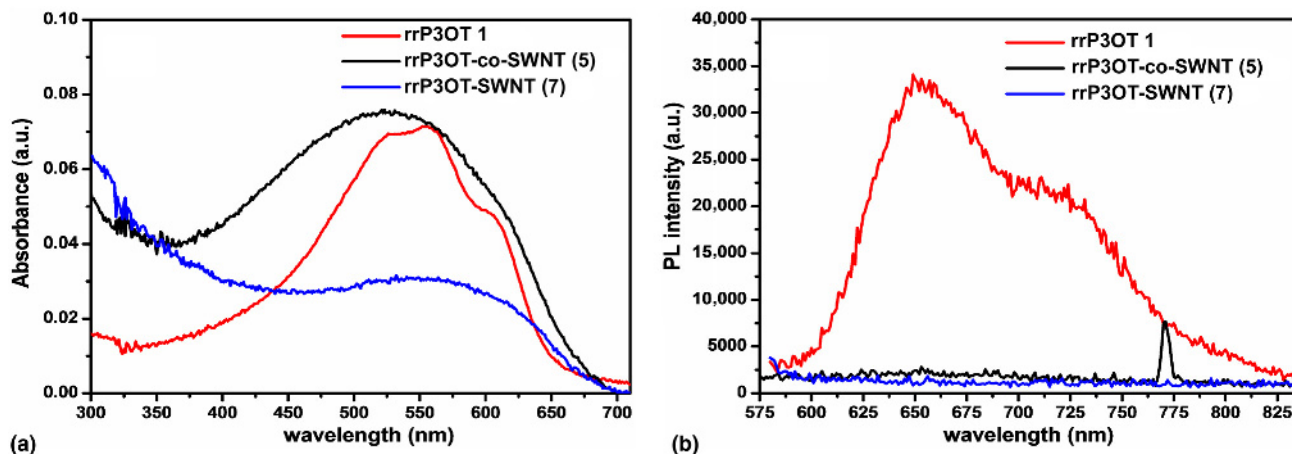 rrP3OT 1
rrP3OT-co-SWNT (5)
rrP3OT-SWNT (7)
Absorbance (a.u.)
0.10
0.08
0.06
0.04
0.02
0.00
300 350 400 450 500 550 600 650 700
wavelength (nm)
(a)
rrP3OT 1
rrP3OT-co-SWNT (5)
rrP3OT-SWNT (7)
PL intensity (a.u.)
40,000
35,000
30,000
25,000
20,000
15,000
10,000
5000
0
575 600 625 650 675 700 725 750 775 800 825
wavelength (nm)
(b)